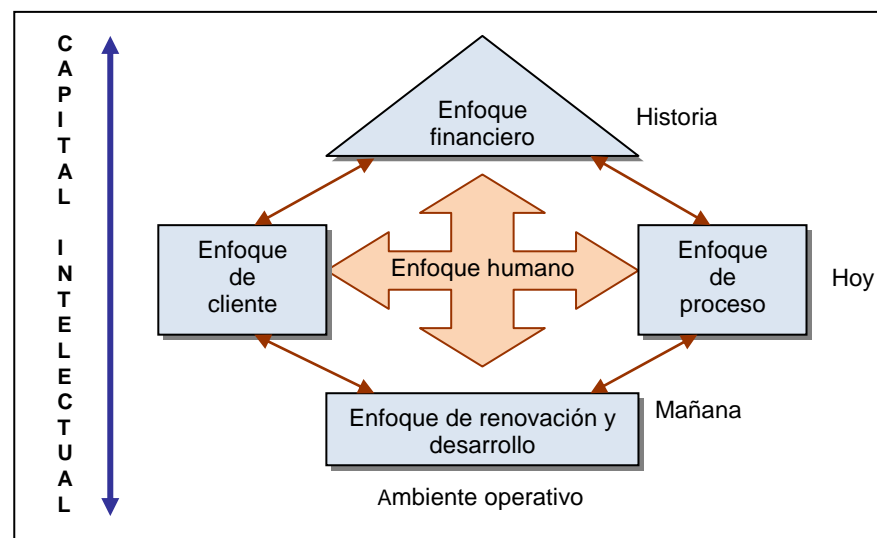 CAPITAL INTELECTUAL
Enfoque
financiero
Historia
Enfoque
de
cliente
Enfoque humano
Enfoque
de
proceso
Hoy
Enfoque de renovación y
desarrollo
Mañana
Ambiente operativo